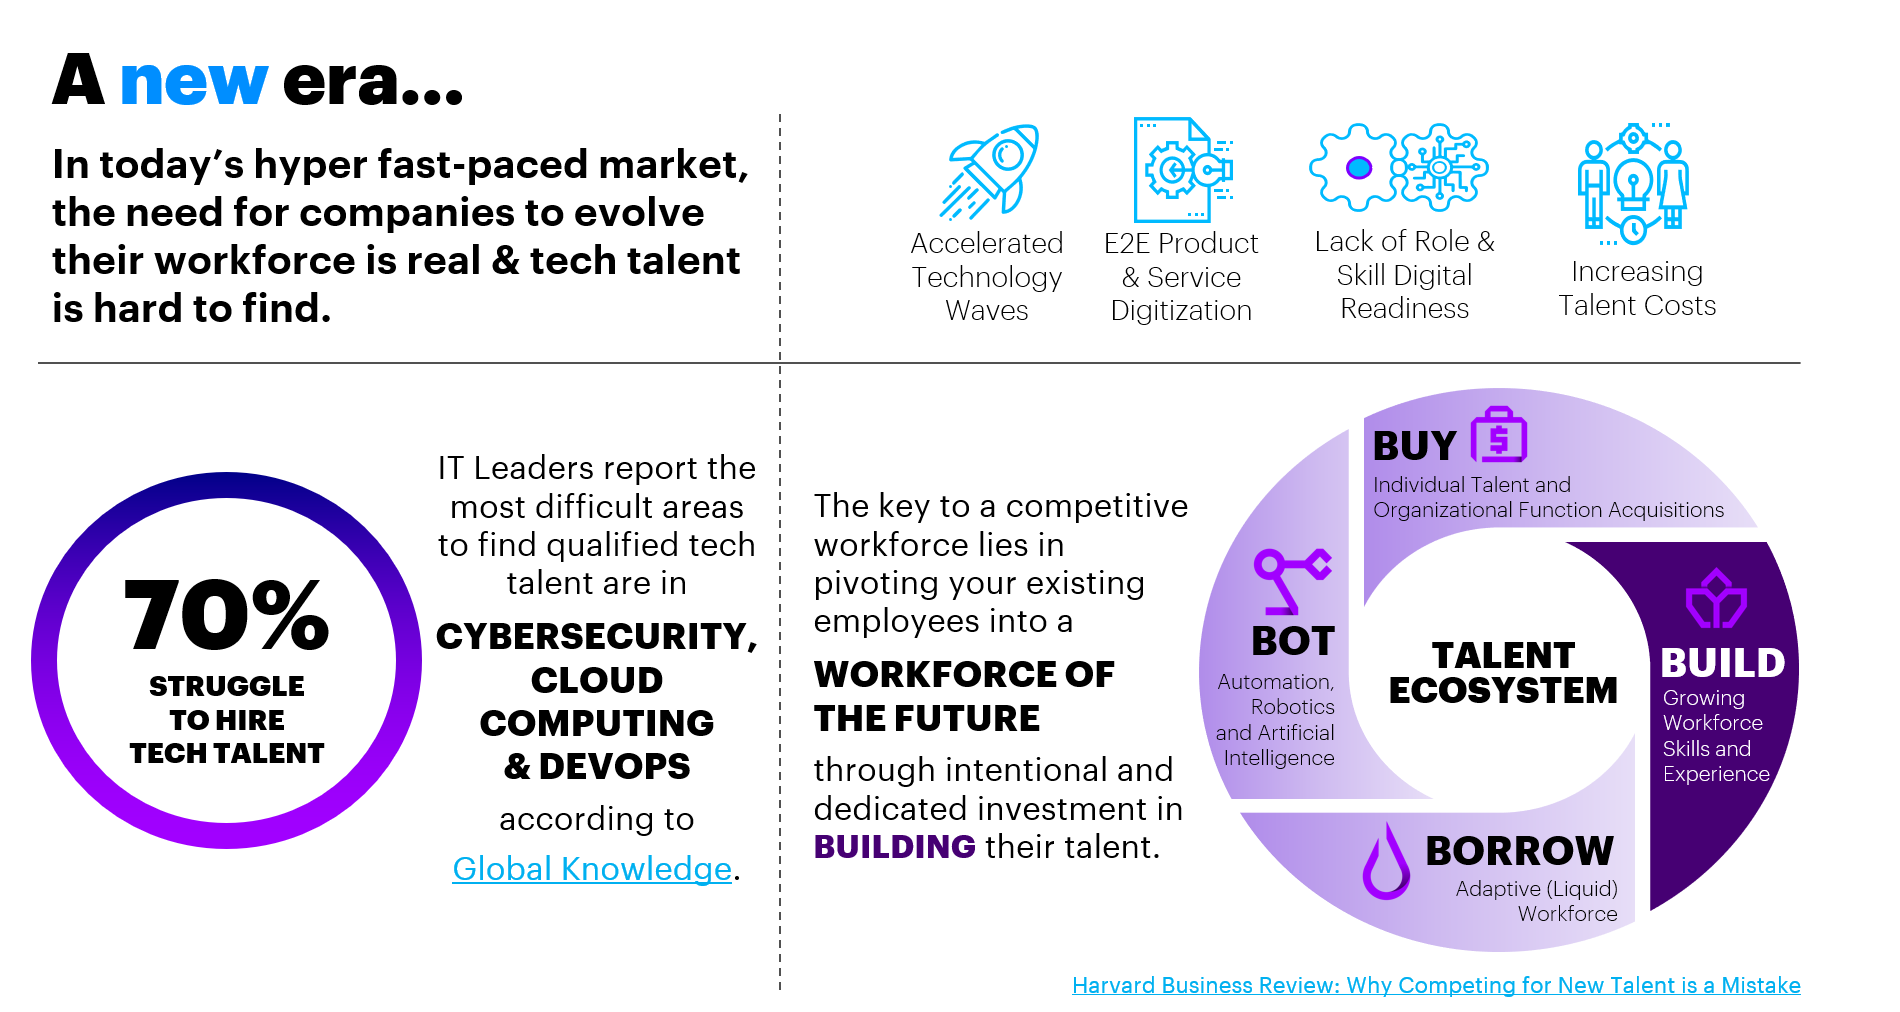 A new era...
In today’s hyper fast-paced market,
the need for companies to evolve
their workforce is real & tech talent
is hard to find.
Accelerated
Technology
Waves
E2E Product
& Service
Digitization
Lack of Role &
Skill Digital
Readiness
Increasing
Talent Costs
70%
STRUGGLE
TO HIRE
TECH TALENT
IT Leaders report the
most difficult areas
to find qualified tech
talent are in
CYBERSECURITY,
CLOUD
COMPUTING
& DEVOPS
according to
Global Knowledge.
The key to a competitive
workforce lies in
pivoting your existing
employees into a
WORKFORCE OF
THE FUTURE
through intentional and
dedicated investment in
BUILDING their talent.
BUY
$
Individual Talent and
Organizational Function Acquisitions
BOT
Automation,
Robotics
and Artificial
Intelligence
TALENT
ECOSYSTEM
BUILD
Growing
Workforce
Skills and
Experience
BORROW
Adaptive (Liquid)
Workforce
Harvard Business Review: Why Competing for New Talent is a Mistake